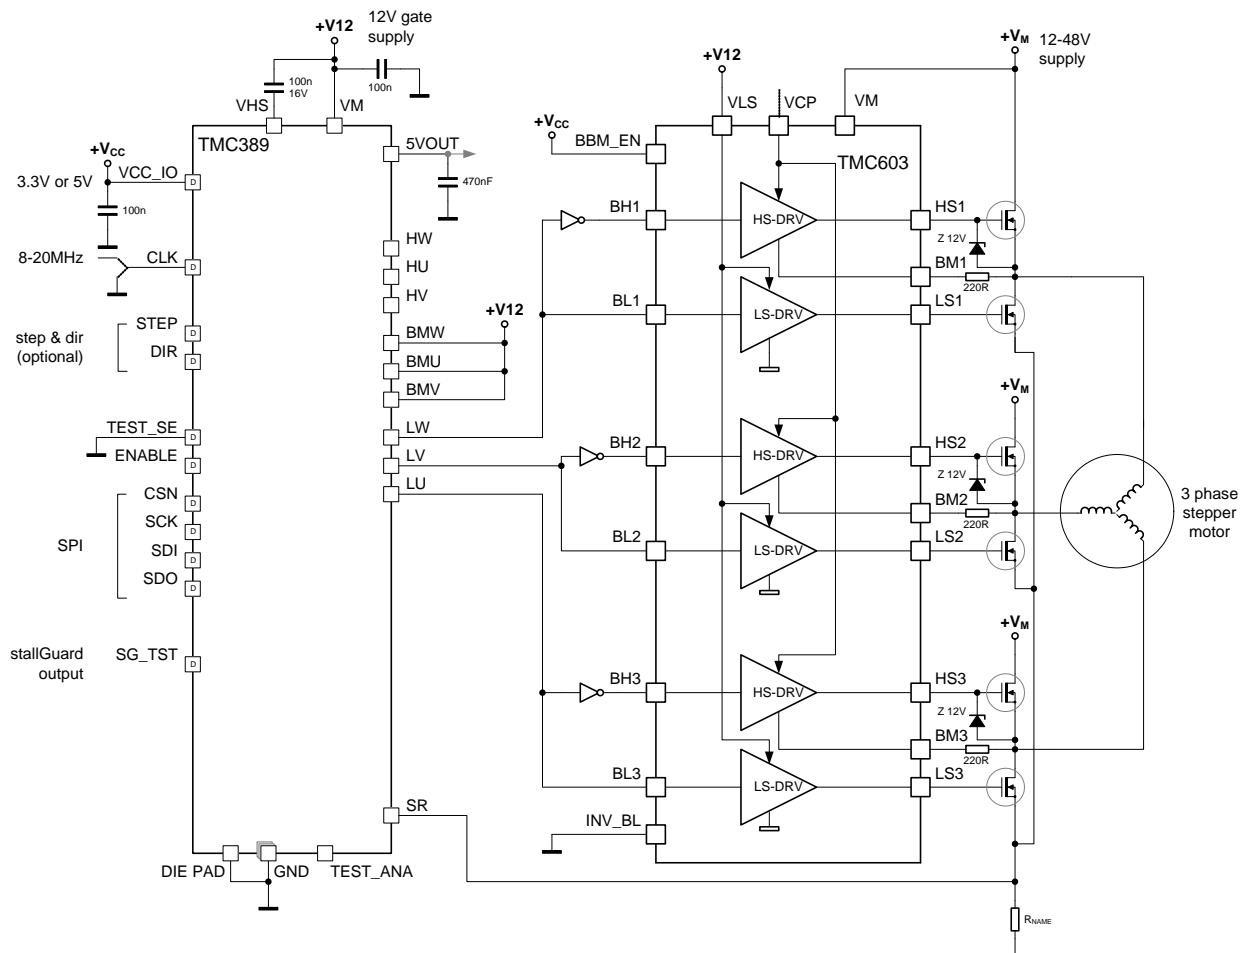 +V12
12V gate
supply
100n
16V
100n
VHS
VM
TMC389
+VCC
VCC_IO
3.3V or 5V
100n
8-20MHz
CLK
STEP
step & dir
(optional)
DIR
TEST_SE
ENABLE
CSN
SCK
SPI
SDI
SDO
stallGuard
output
SG_TST
D
D
D
D
D
D
D
D
D
D
D
5VOUT
470nF
HW
HU
HV
+V12
BMW
BMU
BMV
LW
LV
LU
SR
DIE PAD
GND
TEST_ANA
+V12
VLS
VCP
VM
+VM
12-48V
supply
+VCC
BBM_EN
TMC603
BH1
HS-DRV
HS1
Z 12V
BM1
220R
BL1
LS-DRV
LS1
+VM
BH2
HS-DRV
HS2
Z 12V
BM2
220R
BL2
LS-DRV
LS2
3 phase
stepper
motor
+VM
BH3
HS-DRV
HS3
Z 12V
BM3
220R
BL3
LS-DRV
LS3
INV_BL
RNAME